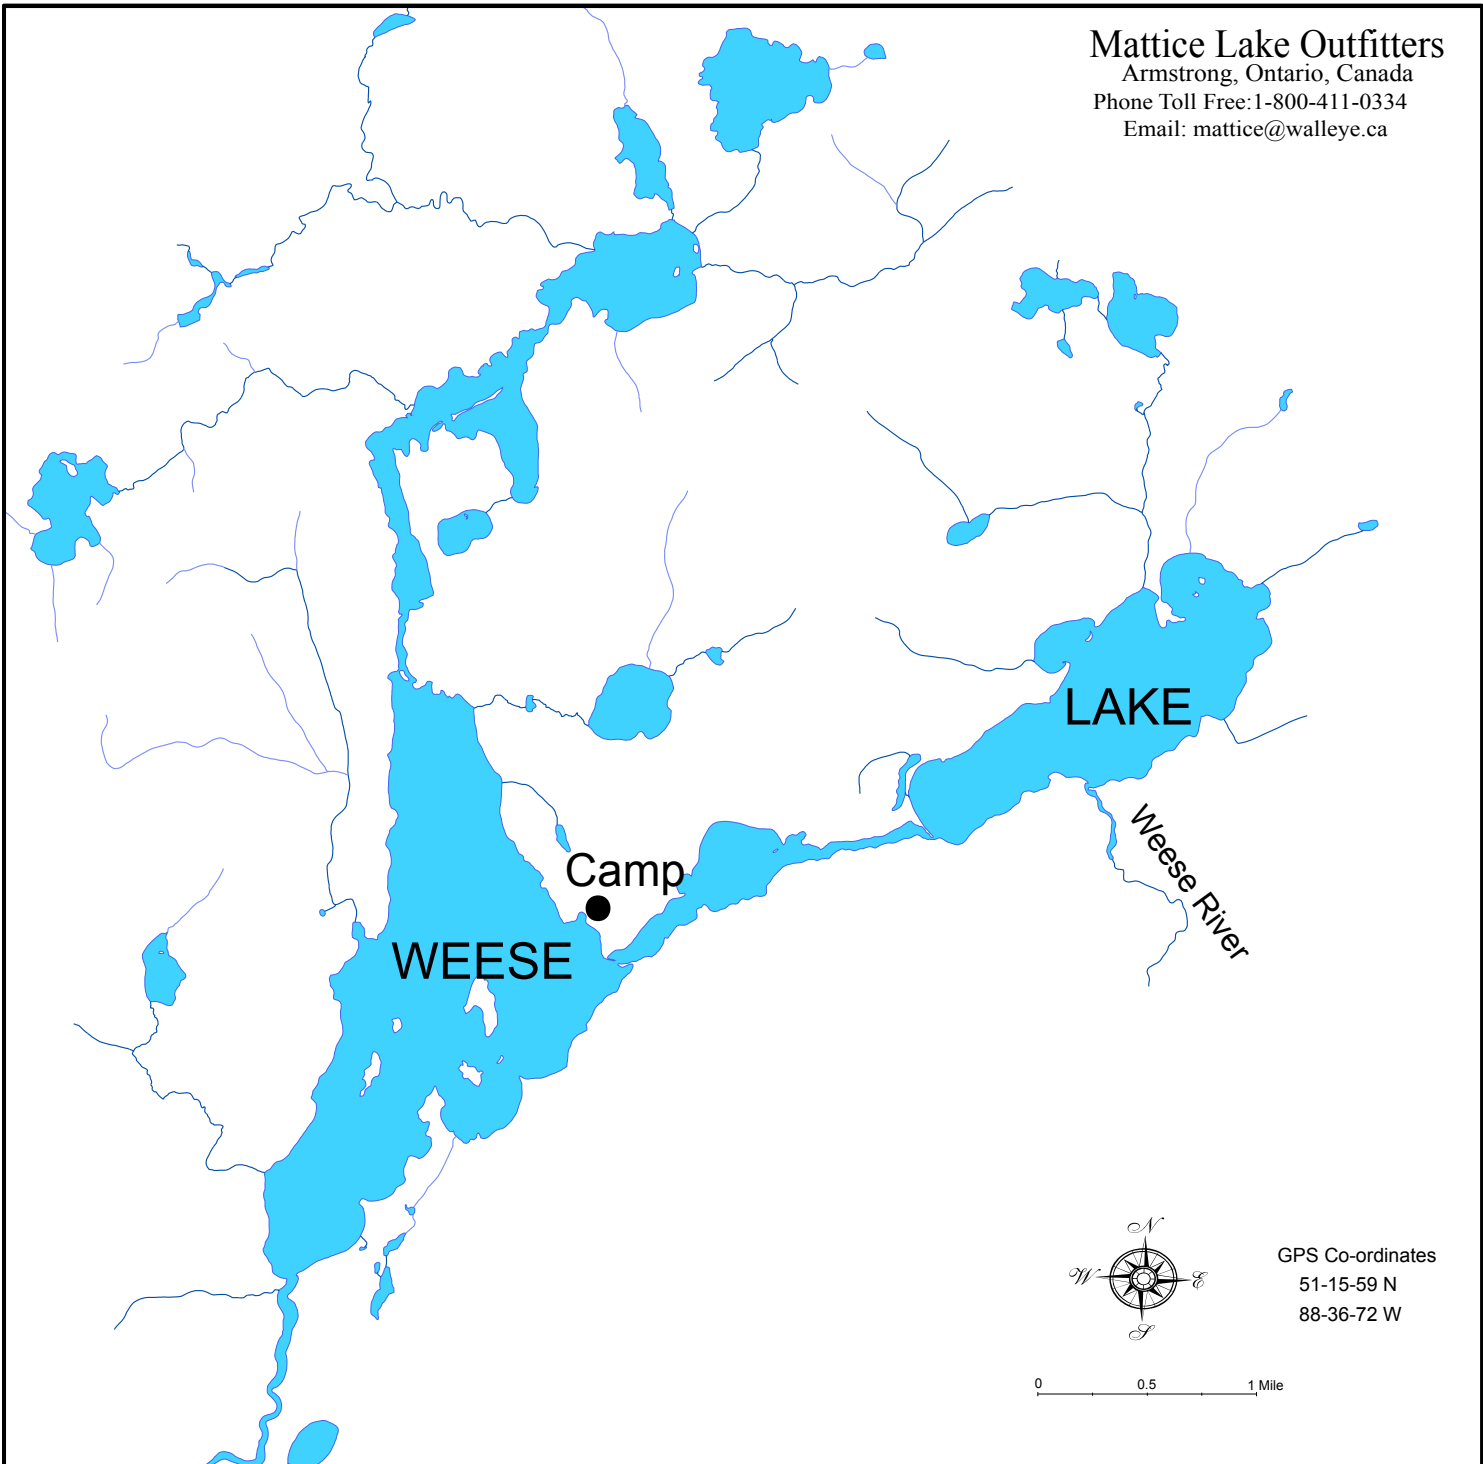 Mattice Lake Outfitters
Armstrong, Ontario, Canada
Phone Toll Free:1-800-411-0334
Email: mattice@walleye.ca
LAKE
Weese River
Camp
WEESE
N
W E
S
GPS Co-ordinates
51-15-59 N
88-36-72 W
0 0.5 1 Mile